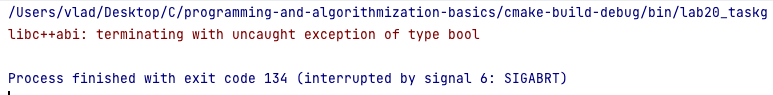 /Users/vlad/Desktop/C/programming-and-algorithmization-basics/cmake-build-debug/bin/lab20_taskg
libc++abi: terminating with uncaught exception of type bool
Process finished with exit code 134 (interrupted by signal 6: SIGABRT)